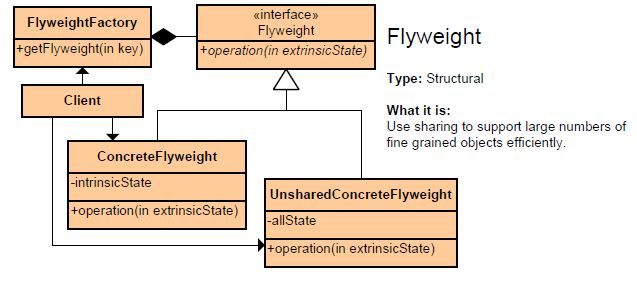 FlyweightFactory
+getFlyweight(in key)
«interface»
Flyweight
+operation(in extrinsicState)
Client
ConcreteFlyweight
-intrinsicState
+operation(in extrinsicState)
UnsharedConcreteFlyweight
-allState
+operation(in extrinsicState)
Flyweight
Type: Structural
What it is:
Use sharing to support large numbers of
fine grained objects efficiently.